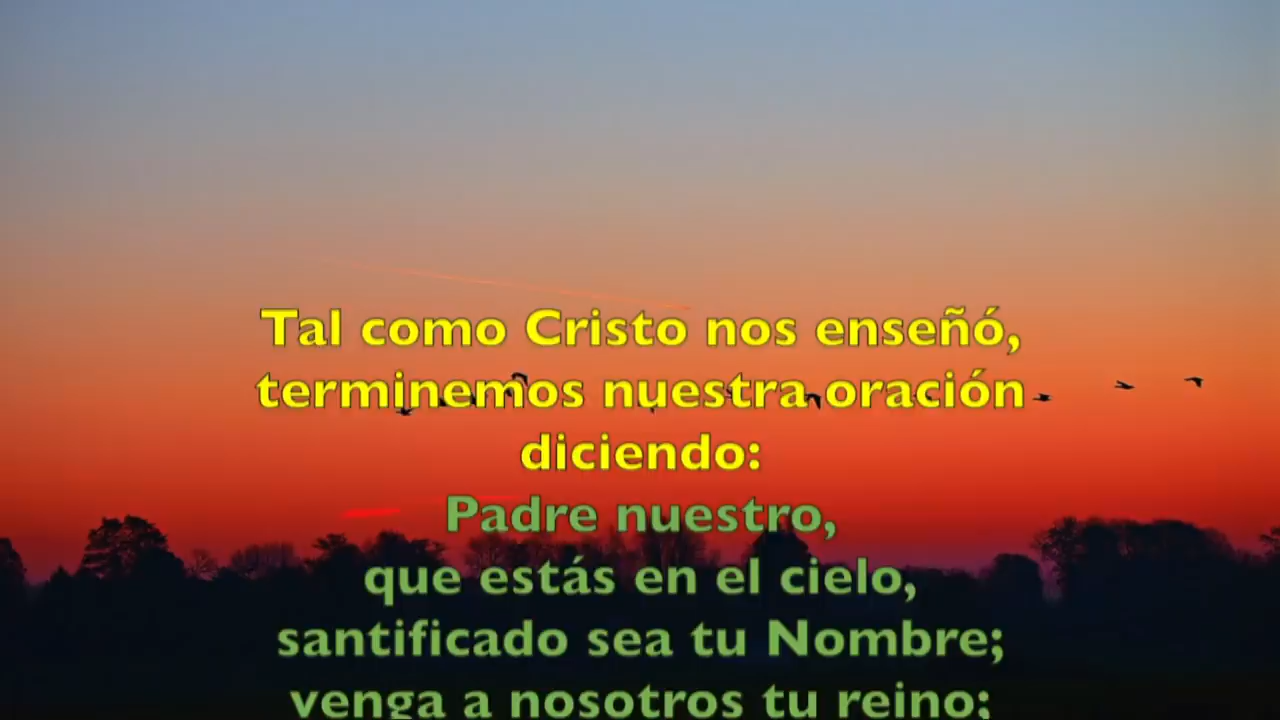 Tal como Cristo nos enseñó,
terminemos nuestra oración
diciendo:
Padre nuestro,
que estás en el cielo,
santificado sea tu Nombre;
venga a nosotros tu reino;